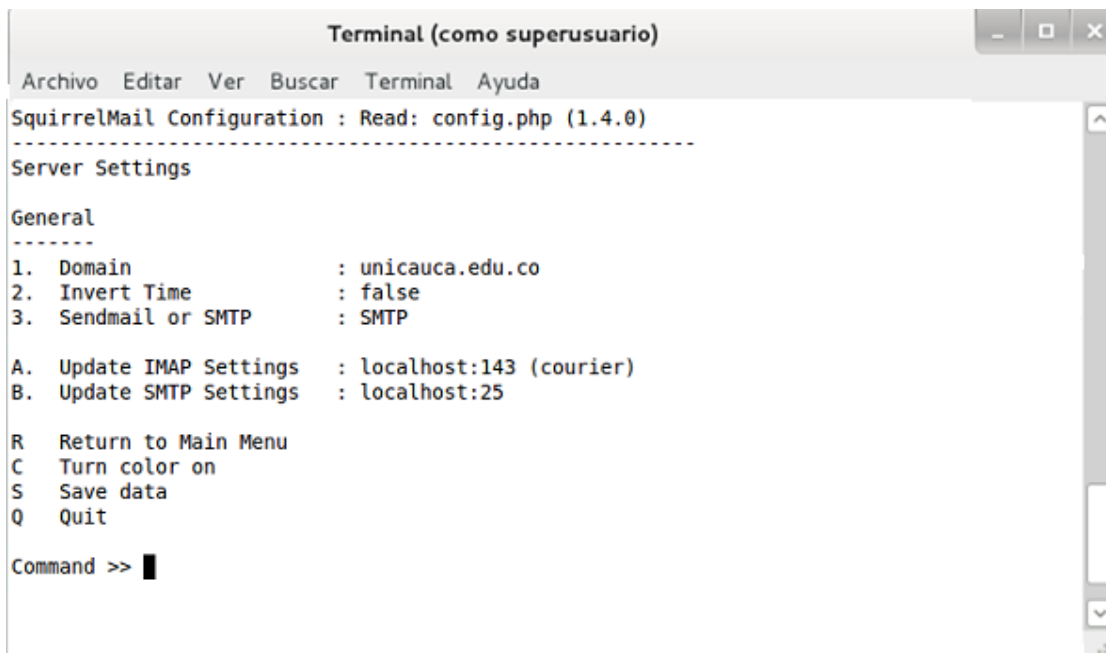 Terminal (como superusuario)
Archivo Editar Ver Buscar Terminal Ayuda
SquirrelMail Configuration : Read: config.php (1.4.0)
---------------------------------------------------------
Server Settings

General
-------
1.  Domain                 : unicauca.edu.co
2.  Invert Time            : false
3.  Sendmail or SMTP       : SMTP

A.  Update IMAP Settings   : localhost:143 (courier)
B.  Update SMTP Settings   : localhost:25

R   Return to Main Menu
C   Turn color on
S   Save data
Q   Quit

Command >>